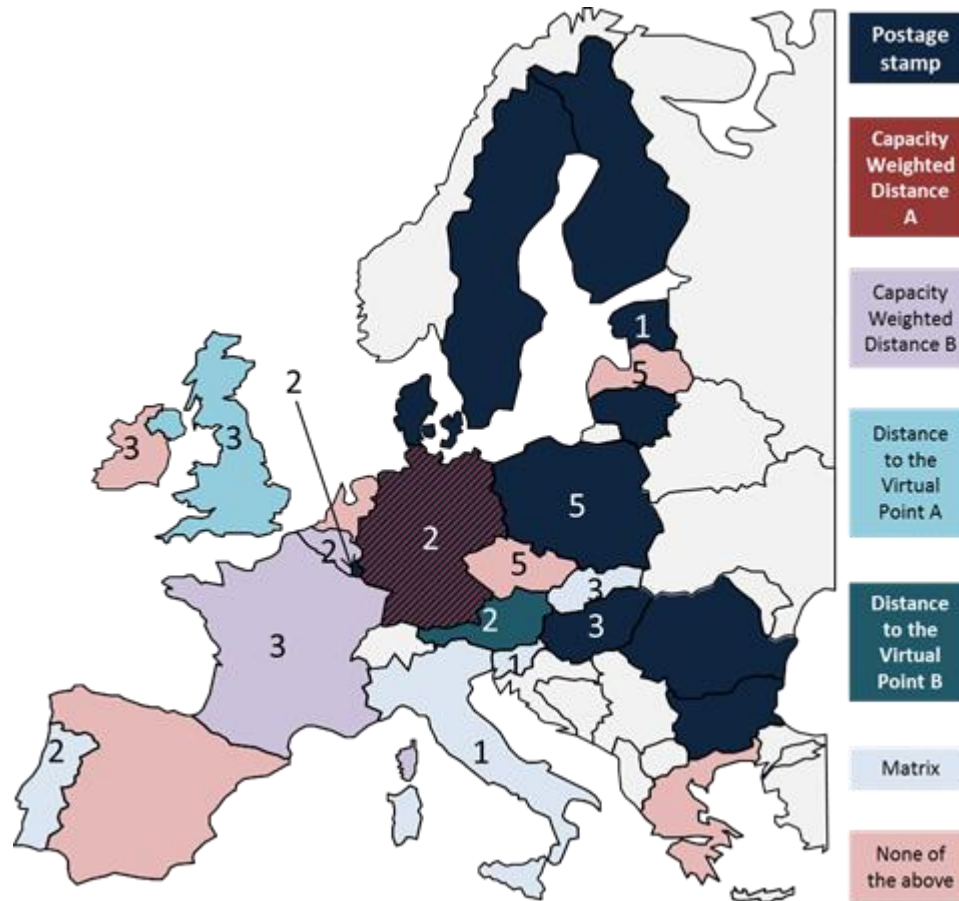 Postage
stamp
Capacity
Weighted
Distance
A
Capacity
Weighted
Distance B
Distance
to the
Virtual
Point A
Distance
to the
Virtual
Point B
Matrix
None of
the above
1
5
2
3
3
5
2
2
5
3
2
3
3
1
2
1